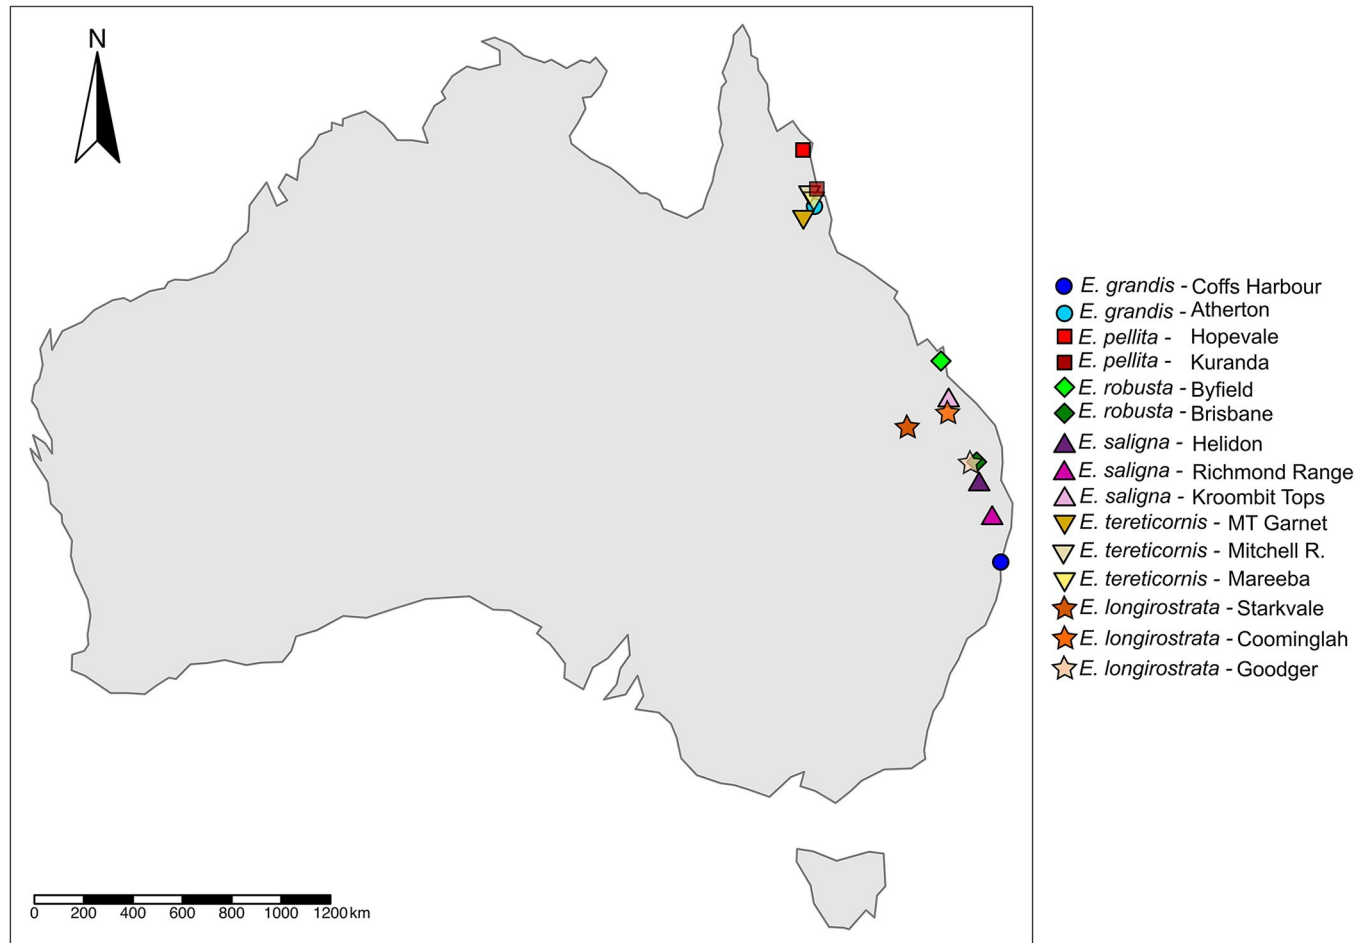 N
E. grandis - Coffs Harbour
E. grandis - Atherton
E. pellita - Hopevale
E. pellita - Kuranda
E. robusta - Byfield
E. robusta - Brisbane
E. saligna - Helidon
E. saligna - Richmond Range
E. saligna - Kroombit Tops
E. tereticornis - MT Garnet
E. tereticornis - Mitchell R.
E. tereticornis - Mareeba
E. longirostrata - Starkvale
E. longirostrata - Coominglah
E. longirostrata - Goodger
0 200 400 600 800 1000 1200 km